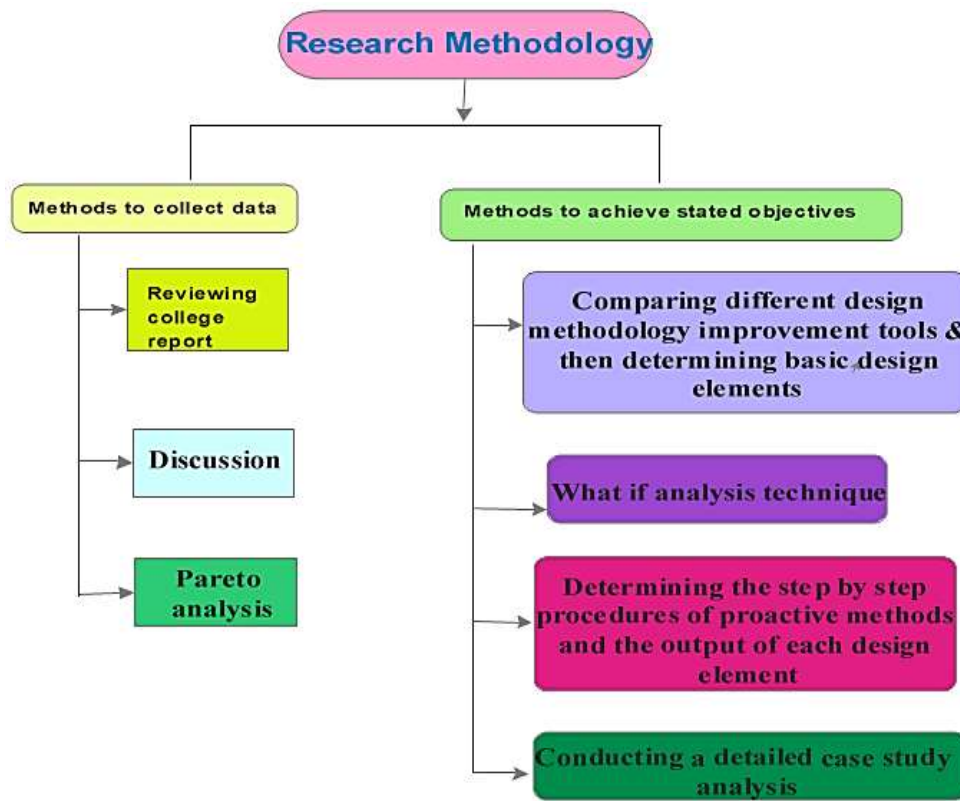 Research Methodology
Methods to collect data
Methods to achieve stated objectives
Reviewing
college
report
Discussion
Pareto
analysis
Comparing different design
methodology improvement tools &
then determining basic design
elements
What if analysis technique
Determining the step by step
procedures of proactive methods
and the output of each design
element
Conducting a detailed case study
analysis